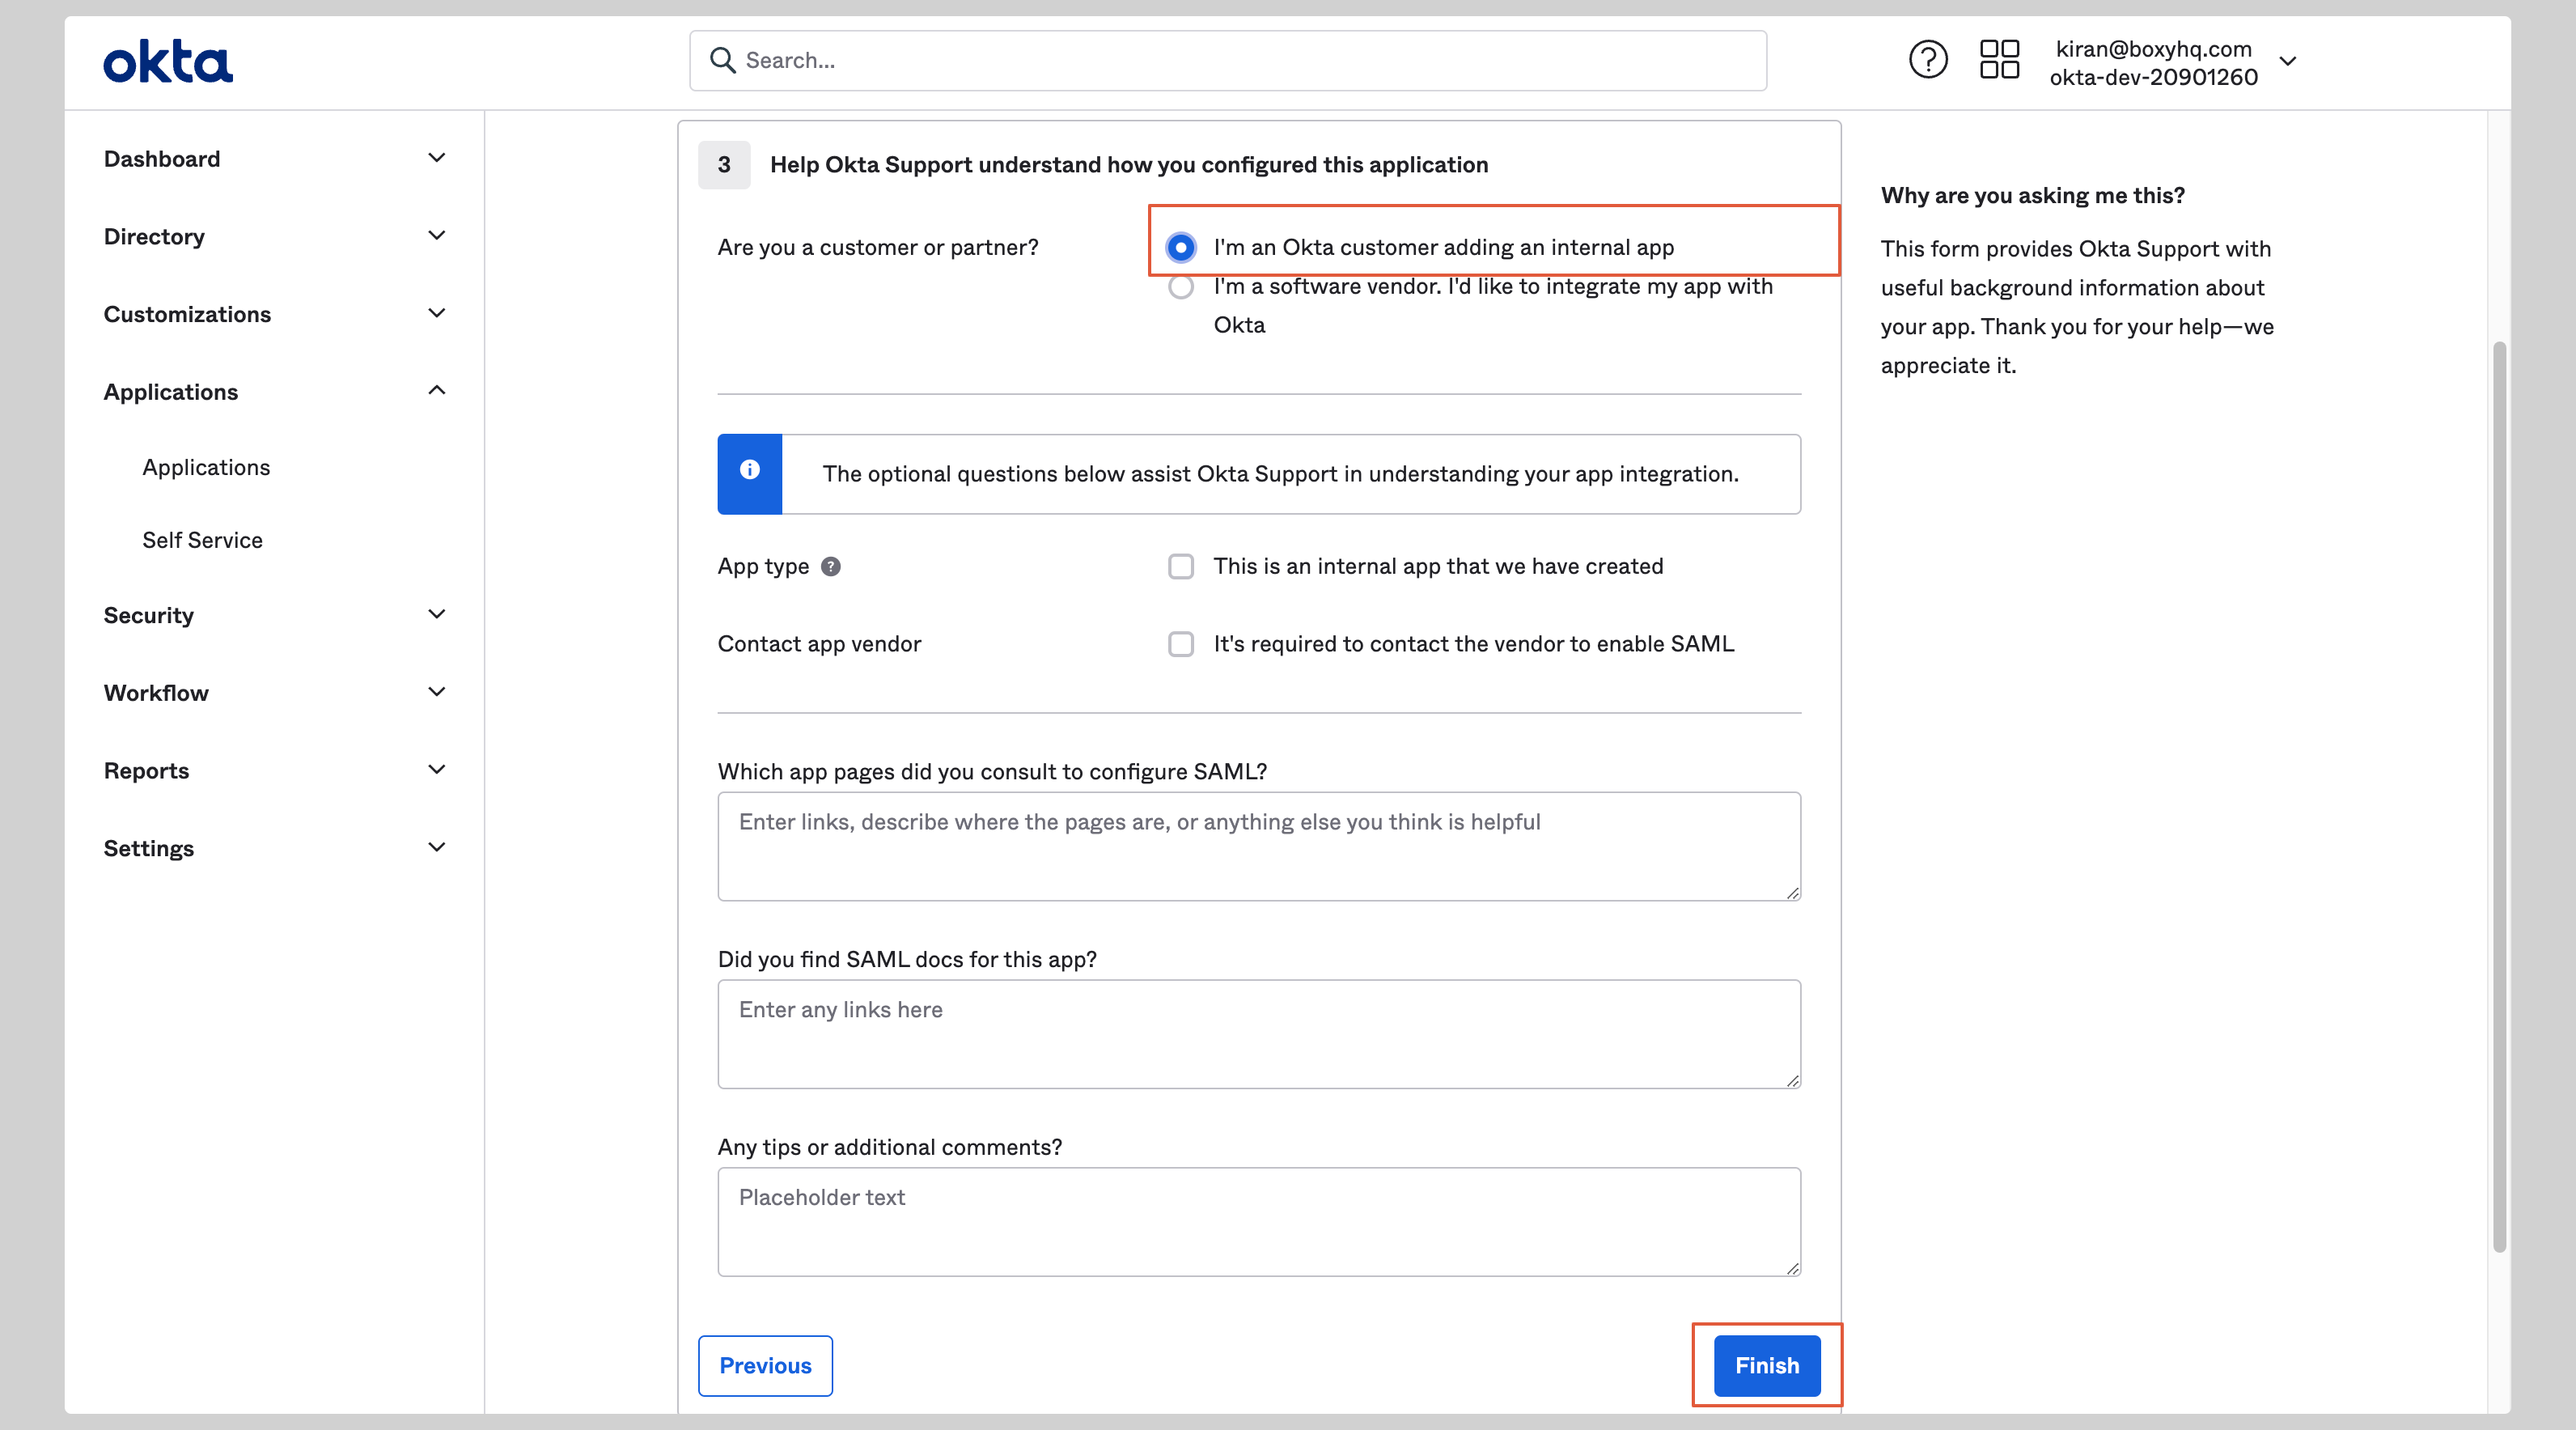 okta
Search...
kiran@boxyhq.com
okta-dev-20901260
Dashboard
Directory
Customizations
Applications
Applications
Self Service
Security
Workflow
Reports
Settings
3
Help Okta Support understand how you configured this application
Are you a customer or partner?
I'm an Okta customer adding an internal app
I'm a software vendor. I'd like to integrate my app with
Okta
The optional questions below assist Okta Support in understanding your app integration.
App type
This is an internal app that we have created
Contact app vendor
It's required to contact the vendor to enable SAML
Which app pages did you consult to configure SAML?
Enter links, describe where the pages are, or anything else you think is helpful
Did you find SAML docs for this app?
Enter any links here
Any tips or additional comments?
Placeholder text
Previous
Finish
Why are you asking me this?
This form provides Okta Support with
useful background information about
your app. Thank you for your help—we
appreciate it.